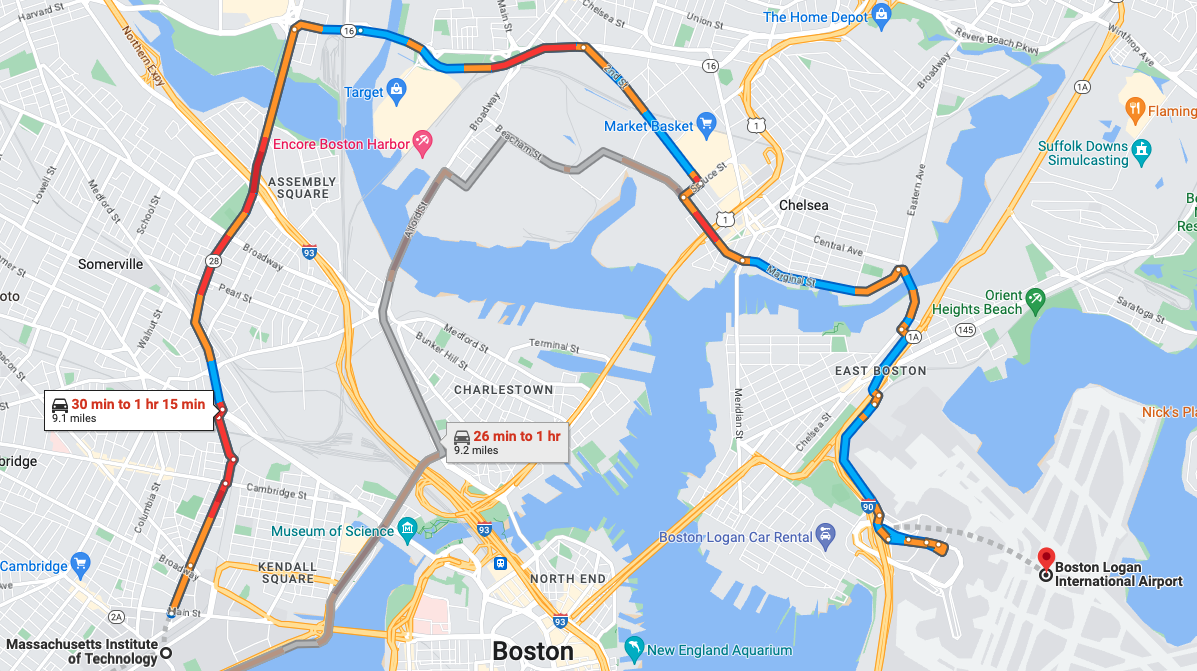 Harvard St
Main St
Chelsea St
Union St
The Home Depot
Northern Expy
16
Revere Beach Pkwy
Winthrop Ave
Broadway
16
1A
Target
2nd St
Market Basket
1
Flaming
Encore Boston Harbor
Broadway
Beacham St
Suffolk Downs
Simulcasting
Lowell St
Medford St
School St
ASSEMBLY
SQUARE
Spruce St
Eastern Ave
Chelsea
1
Alford St
Broadway
28
93
Somerville
Central Ave
Marginal St
Pearl St
Orient
Heights Beach
Saratoga St
Walnut St
145
1A
Medford St
Bunker Hill St
Terminal St
EAST BOSTON
CHARLESTOWN
Meridian St
Chelsea St
Nick's Pla
30 min to 1 hr 15 min
9.1 miles
26 min to 1 hr
9.2 miles
bridge
Cambridge St
Columbia St
90
Museum of Science
93
Boston Logan Car Rental
Cambridge
Broadway
KENDALL
SQUARE
NORTH END
Boston Logan
International Airport
2A
Main St
93
Massachusetts Institute
of Technology
Boston
New England Aquarium